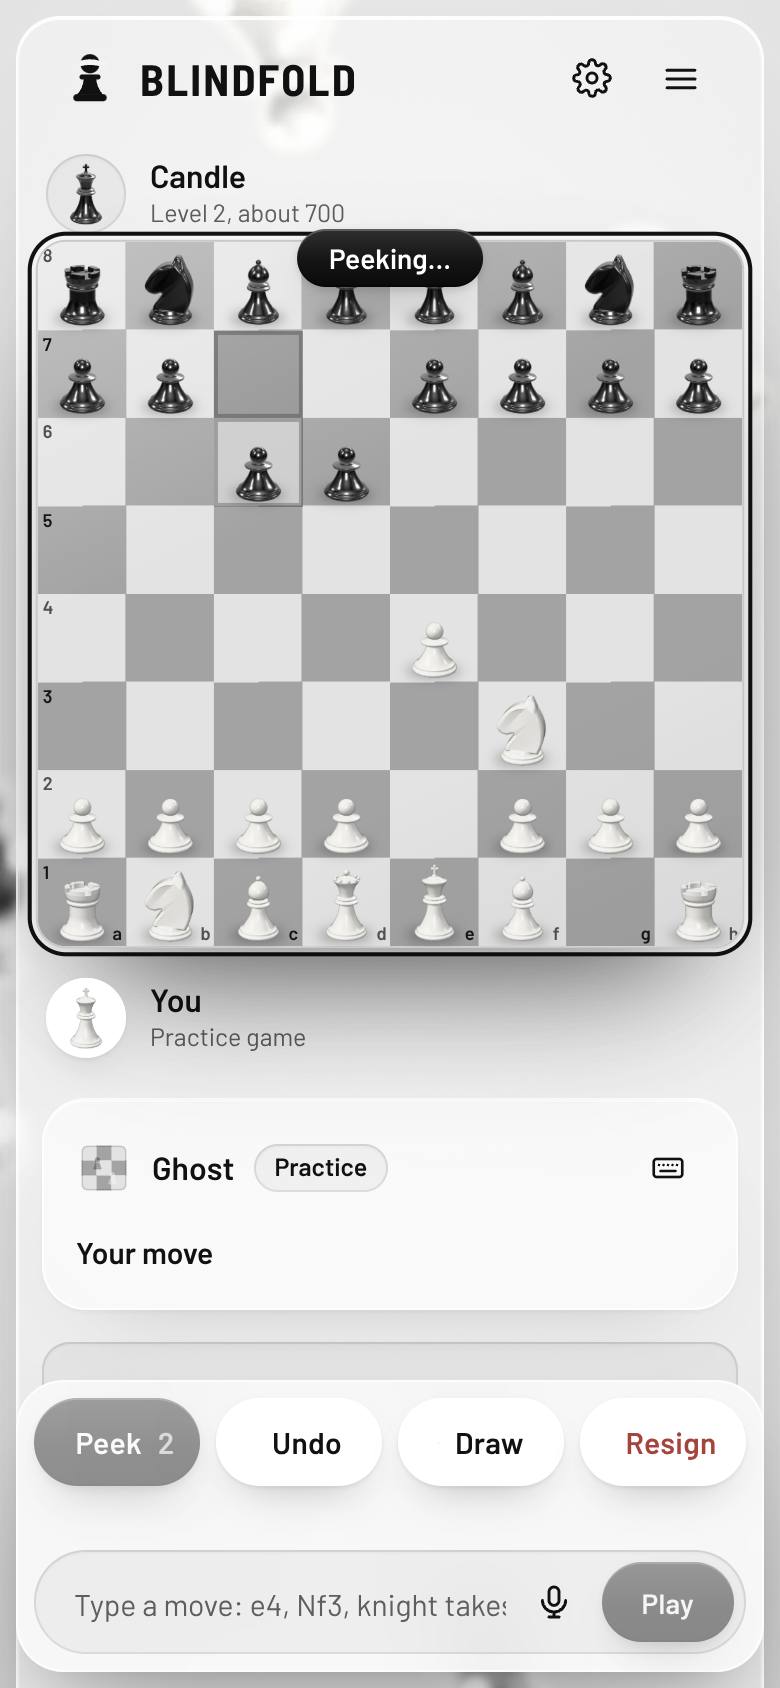 BLINDFOLD
Candle
Level 2, about 700
Peeking...
8
7
6
5
4
3
2
1
a b c d e f g h
You
Practice game
Ghost Practice
Your move
Peek 2 Undo Draw Resign
Type a move: e4, Nf3, knight takes Play